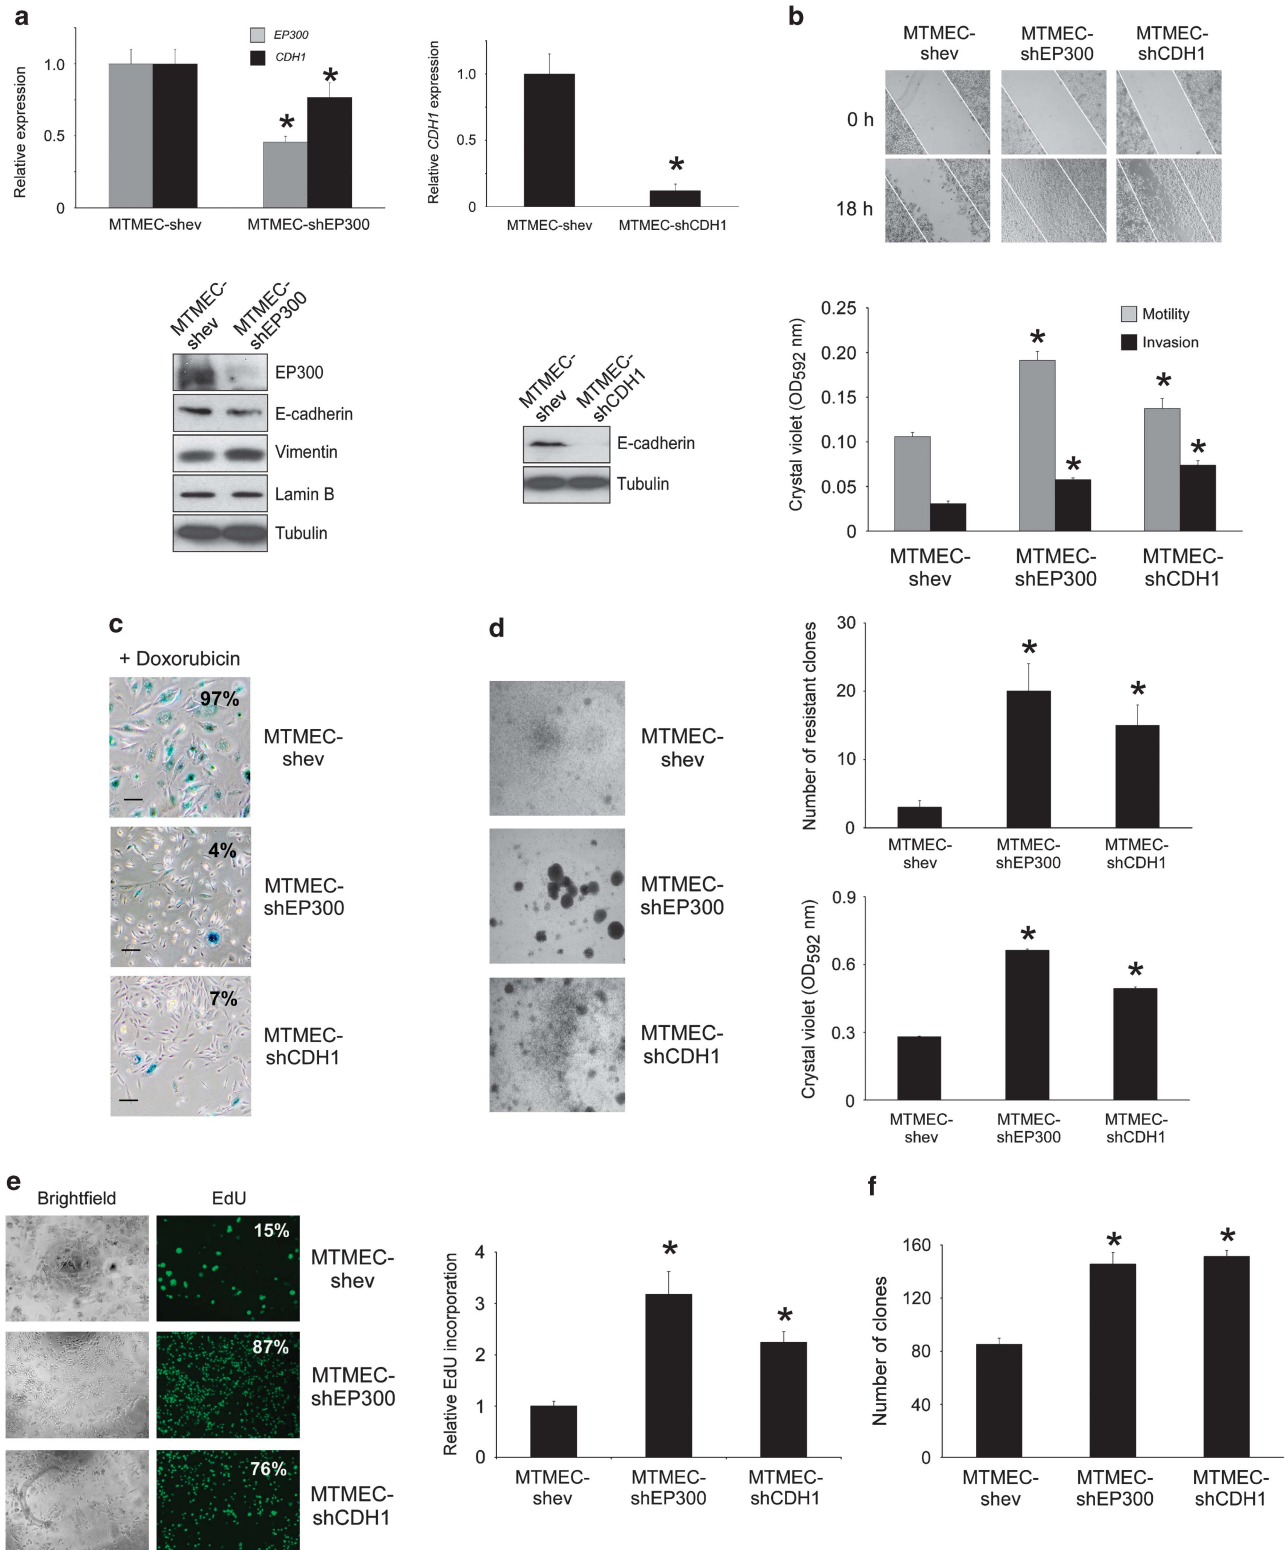 a
Relative expression
1.0
0.5
0
EP300
CDH1
*
*
MTMEC-shev
MTMEC-shEP300
Relative CDH1 expression
1.0
0.5
0
*
MTMEC-shev
MTMEC-shCDH1
MTMEC-
shev
MTMEC-
shEP300
EP300
E-cadherin
Vimentin
Lamin B
Tubulin
MTMEC-
shev
MTMEC-
shCDH1
E-cadherin
Tubulin
b
MTMEC-
shev
MTMEC-
shEP300
MTMEC-
shCDH1
0 h
18 h
Crystal violet (OD592 nm)
0.25
0.20
0.15
0.10
0.05
0
Motility
Invasion
*
*
*
*
MTMEC-
shev
MTMEC-
shEP300
MTMEC-
shCDH1
c
+ Doxorubicin
97%
MTMEC-
shev
4%
MTMEC-
shEP300
7%
MTMEC-
shCDH1
d
MTMEC-
shev
MTMEC-
shEP300
MTMEC-
shCDH1
Number of resistant clones
30
20
10
0
*
*
MTMEC-
shev
MTMEC-
shEP300
MTMEC-
shCDH1
Crystal violet (OD592 nm)
0.9
0.6
0.3
0
*
*
MTMEC-
shev
MTMEC-
shEP300
MTMEC-
shCDH1
e
Brightfield
EdU
15%
MTMEC-
shev
87%
MTMEC-
shEP300
76%
MTMEC-
shCDH1
Relative EdU incorporation
4
3
2
1
0
*
*
MTMEC-
shev
MTMEC-
shEP300
MTMEC-
shCDH1
f
Number of clones
160
120
80
40
0
*
*
MTMEC-
shev
MTMEC-
shEP300
MTMEC-
shCDH1